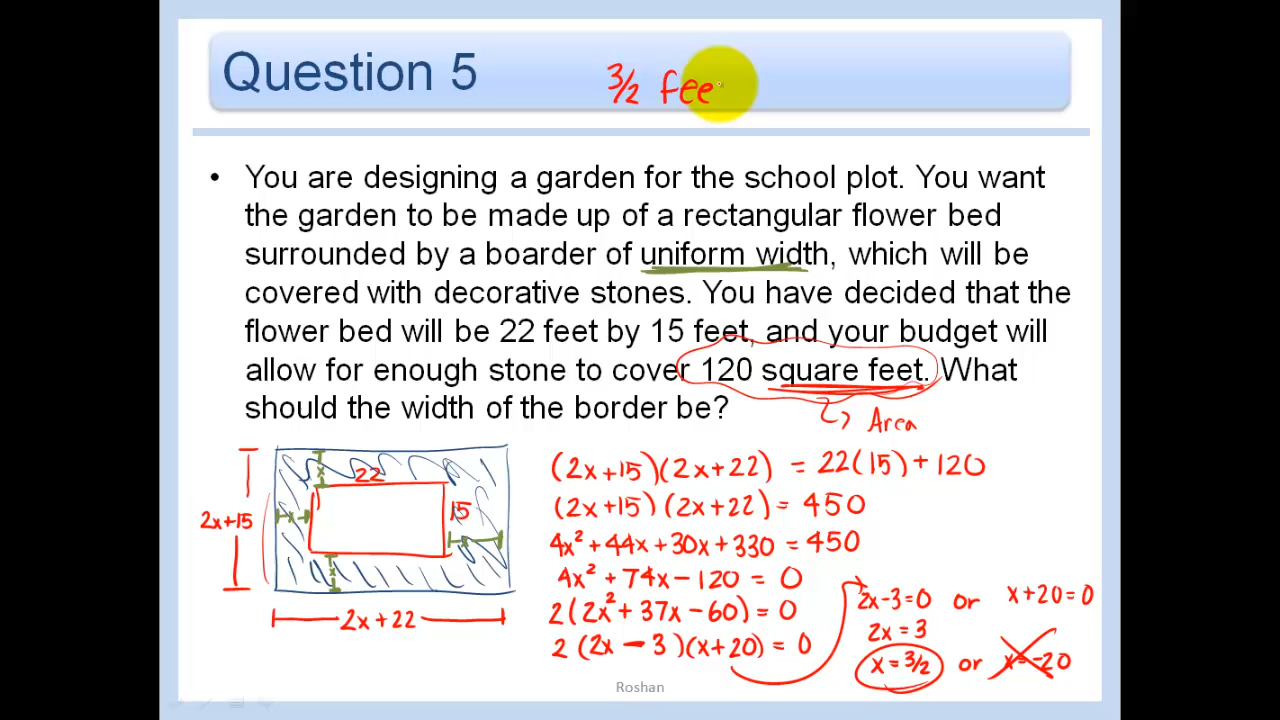 Question 5
3/2 fee
• You are designing a garden for the school plot. You want
the garden to be made up of a rectangular flower bed
surrounded by a boarder of uniform width, which will be
covered with decorative stones. You have decided that the
flower bed will be 22 feet by 15 feet, and your budget will
allow for enough stone to cover 120 square feet. What
should the width of the border be?
Area
x
22
2x+15
x
15
x
x
2x + 22
(2x+15)(2x+22) = 22(15) + 120
(2x+15)(2x+22) = 450
4x² + 44x + 30x + 330 = 450
4x² + 74x - 120 = 0
2(2x² + 37x - 60) = 0
2(2x - 3)(x+20) = 0
2x-3=0 or x+20=0
2x = 3
x = 3/2 or x=-20
Roshan